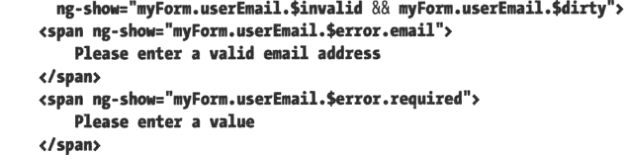 ng-show="myForm.userEmail.$invalid && myForm.userEmail.$dirty">
<span ng-show="myForm.userEmail.$error.email">
Please enter a valid email address
</span>
<span ng-show="myForm.userEmail.$error.required">
Please enter a value
</span>